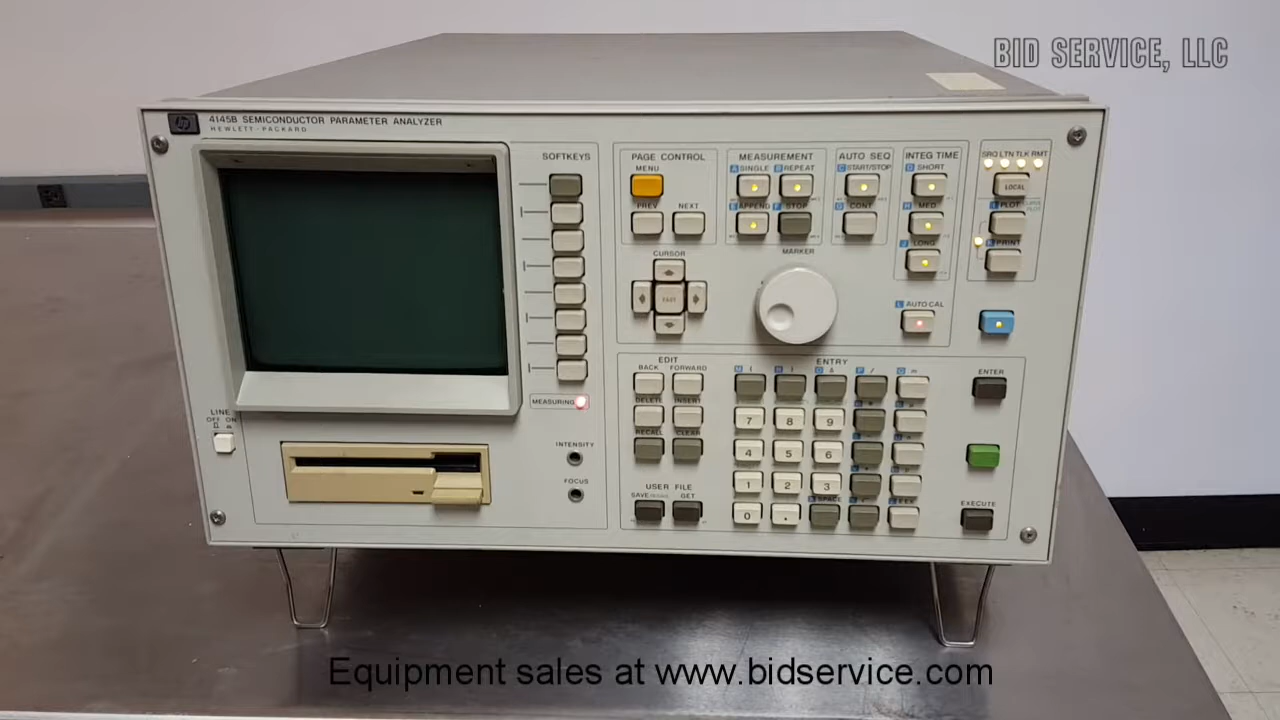 BID SERVICE, LLC
hp
4145B SEMICONDUCTOR PARAMETER ANALYZER
HEWLETT-PACKARD
SOFTKEYS
PAGE CONTROL
MENU
PREV NEXT
MEASUREMENT
A SINGLE B REPEAT
E APPEND F STOP
AUTO SEQ
C START/STOP
G CONT
INTEG TIME
D SHORT
H MED
J LONG
SRQ LTN TLK RMT
LOCAL
I PLOT
K PRINT
CURSOR
FAST
MARKER
L AUTO CAL
MEASURING
LINE
OFF ON
INTENSITY
FOCUS
EDIT
BACK FORWARD
DELETE INSERT
RECALL CLEAR
USER FILE
SAVE GET
ENTRY
7 8 9
4 5 6
1 2 3
0 .
SPACE
ENTER
EXECUTE
Equipment sales at www.bidservice.com